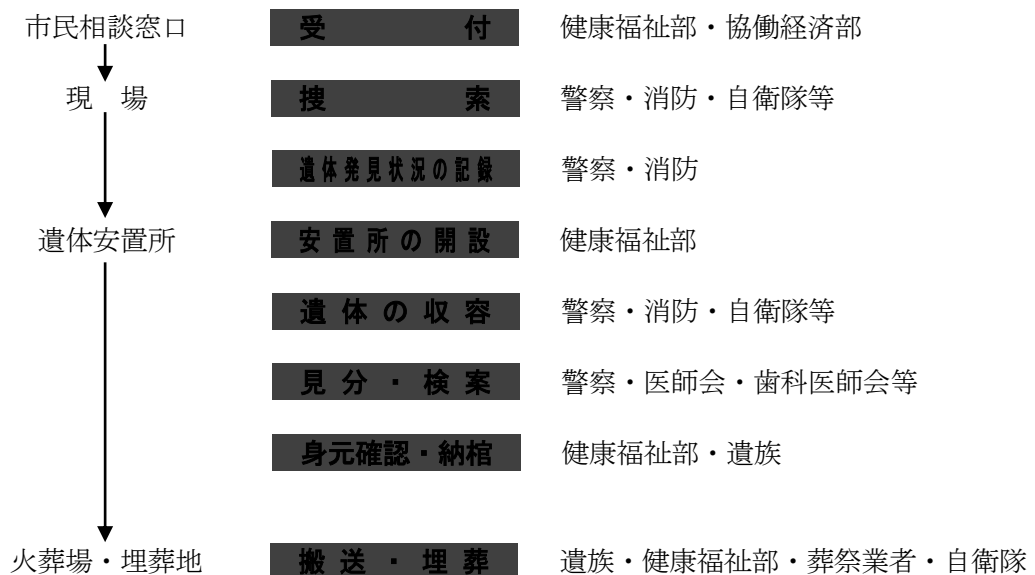 市民相談窓口 受付 健康福祉部・協働経済部
現場 捜索 警察・消防・自衛隊等
遺体発見状況の記録 警察・消防
遺体安置所 安置所の開設 健康福祉部
遺体の収容 警察・消防・自衛隊等
見分・検案 警察・医師会・歯科医師会等
身元確認・納棺 健康福祉部・遺族
火葬場・埋葬地 搬送・埋葬 遺族・健康福祉部・葬祭業者・自衛隊